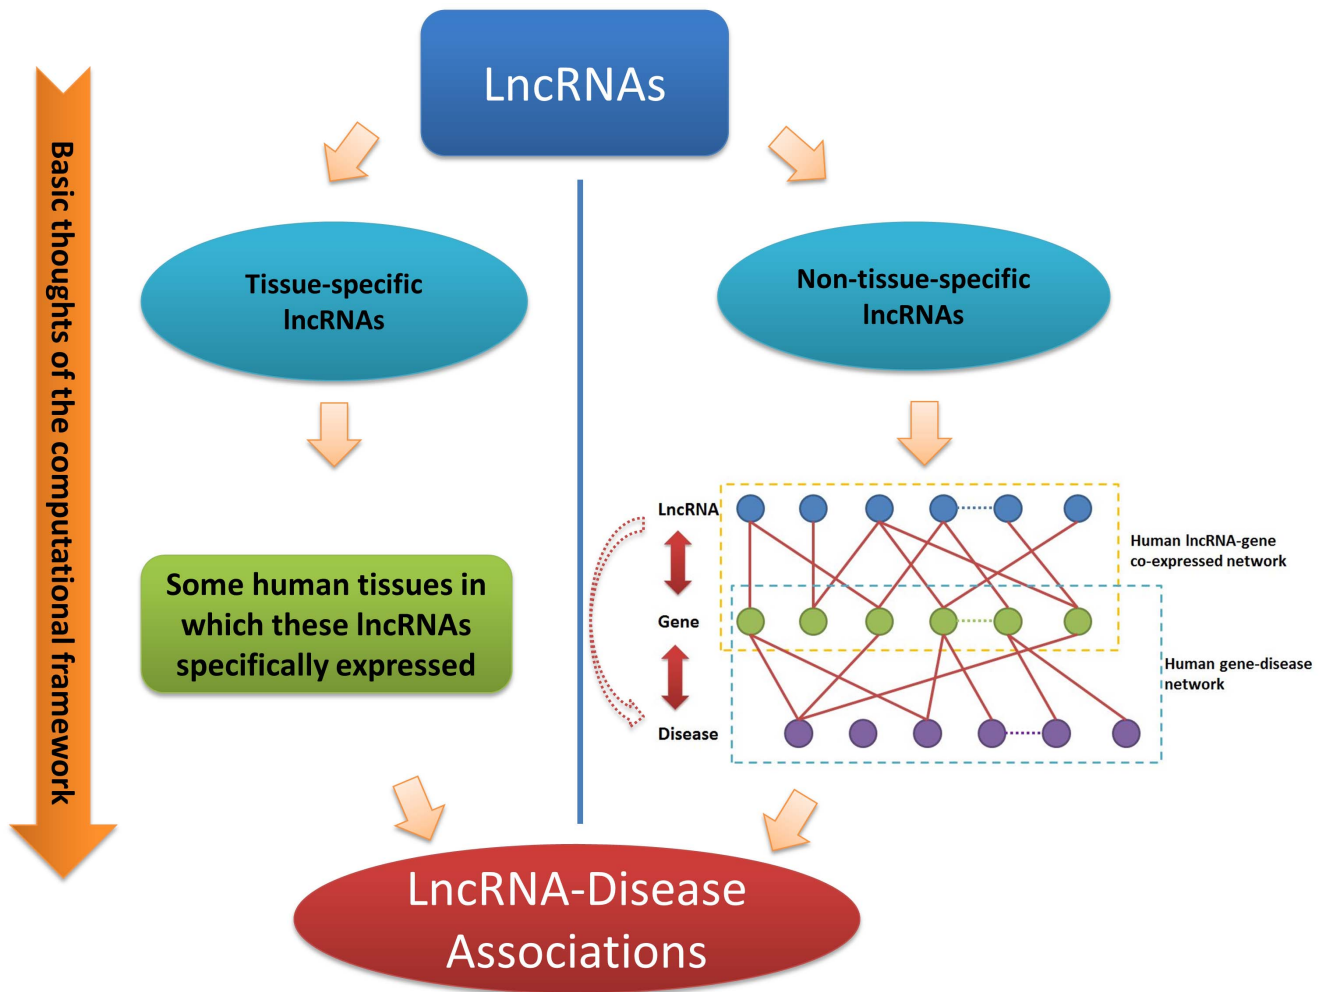 LncRNAs
Basic thoughts of the computational framework
Tissue-specific
lncRNAs
Non-tissue-specific
lncRNAs
Some human tissues in
which these lncRNAs
specifically expressed
LncRNA
Gene
Disease
Human lncRNA-gene
co-expressed network
Human gene-disease
network
LncRNA-Disease
Associations